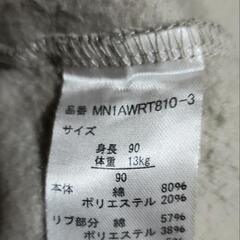 品番 MN1AWRT810-3
サイズ
身長 90
体重 13kg
90
本体 綿 80%
ポリエステル 20%
リブ部分 綿 57%
ポリエステル 38%